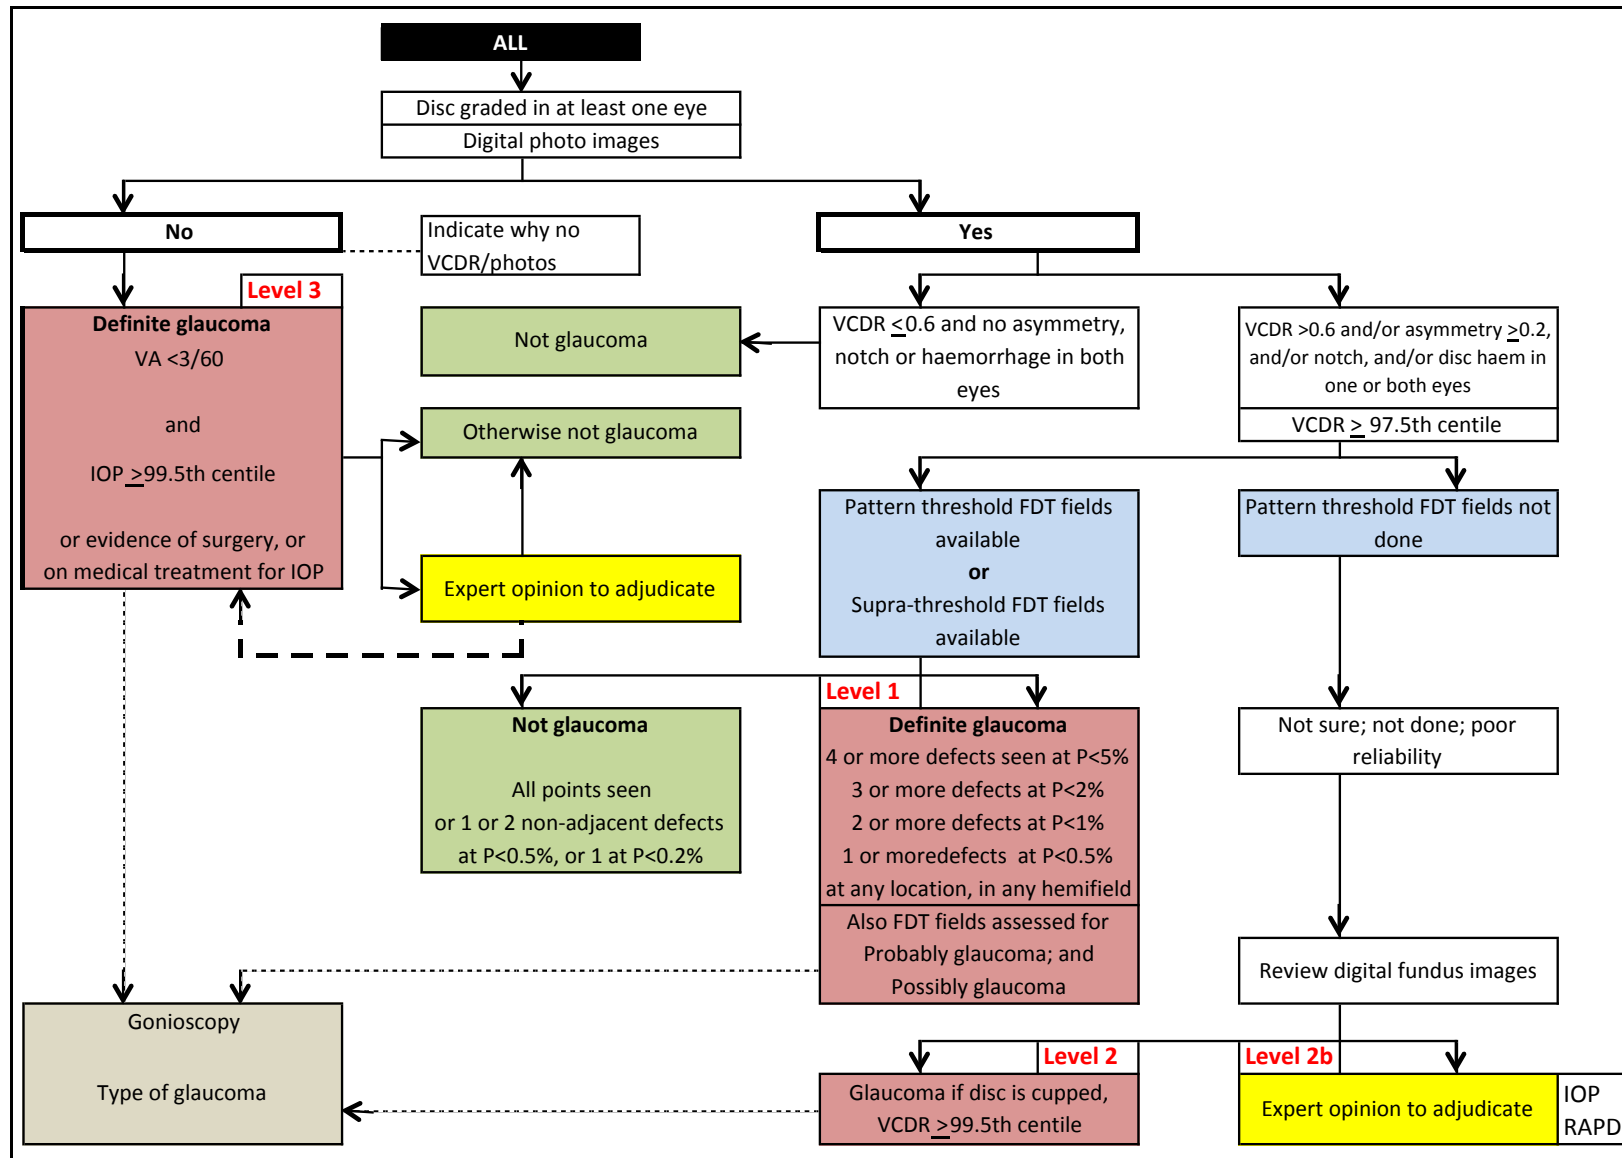 ALL
Disc graded in at least one eye
Digital photo images
No
Indicate why no
VCDR/photos
Yes
Level 3
Definite glaucoma
VA <3/60
and
IOP ≥99.5th centile
or evidence of surgery, or
on medical treatment for IOP
Not glaucoma
VCDR ≤0.6 and no asymmetry,
notch or haemorrhage in both
eyes
VCDR >0.6 and/or asymmetry ≥0.2,
and/or notch, and/or disc haem in
one or both eyes
VCDR ≥ 97.5th centile
Otherwise not glaucoma
Expert opinion to adjudicate
Pattern threshold FDT fields
available
or
Supra-threshold FDT fields
available
Pattern threshold FDT fields not
done
Not glaucoma
All points seen
or 1 or 2 non-adjacent defects
at P<0.5%, or 1 at P<0.2%
Level 1
Definite glaucoma
4 or more defects seen at P<5%
3 or more defects at P<2%
2 or more defects at P<1%
1 or moredefects  at P<0.5%
at any location, in any hemifield
Also FDT fields assessed for
Probably glaucoma; and
Possibly glaucoma
Not sure; not done; poor
reliability
Review digital fundus images
Gonioscopy
Type of glaucoma
Level 2
Glaucoma if disc is cupped,
VCDR ≥99.5th centile
Level 2b
Expert opinion to adjudicate
IOP
RAPD